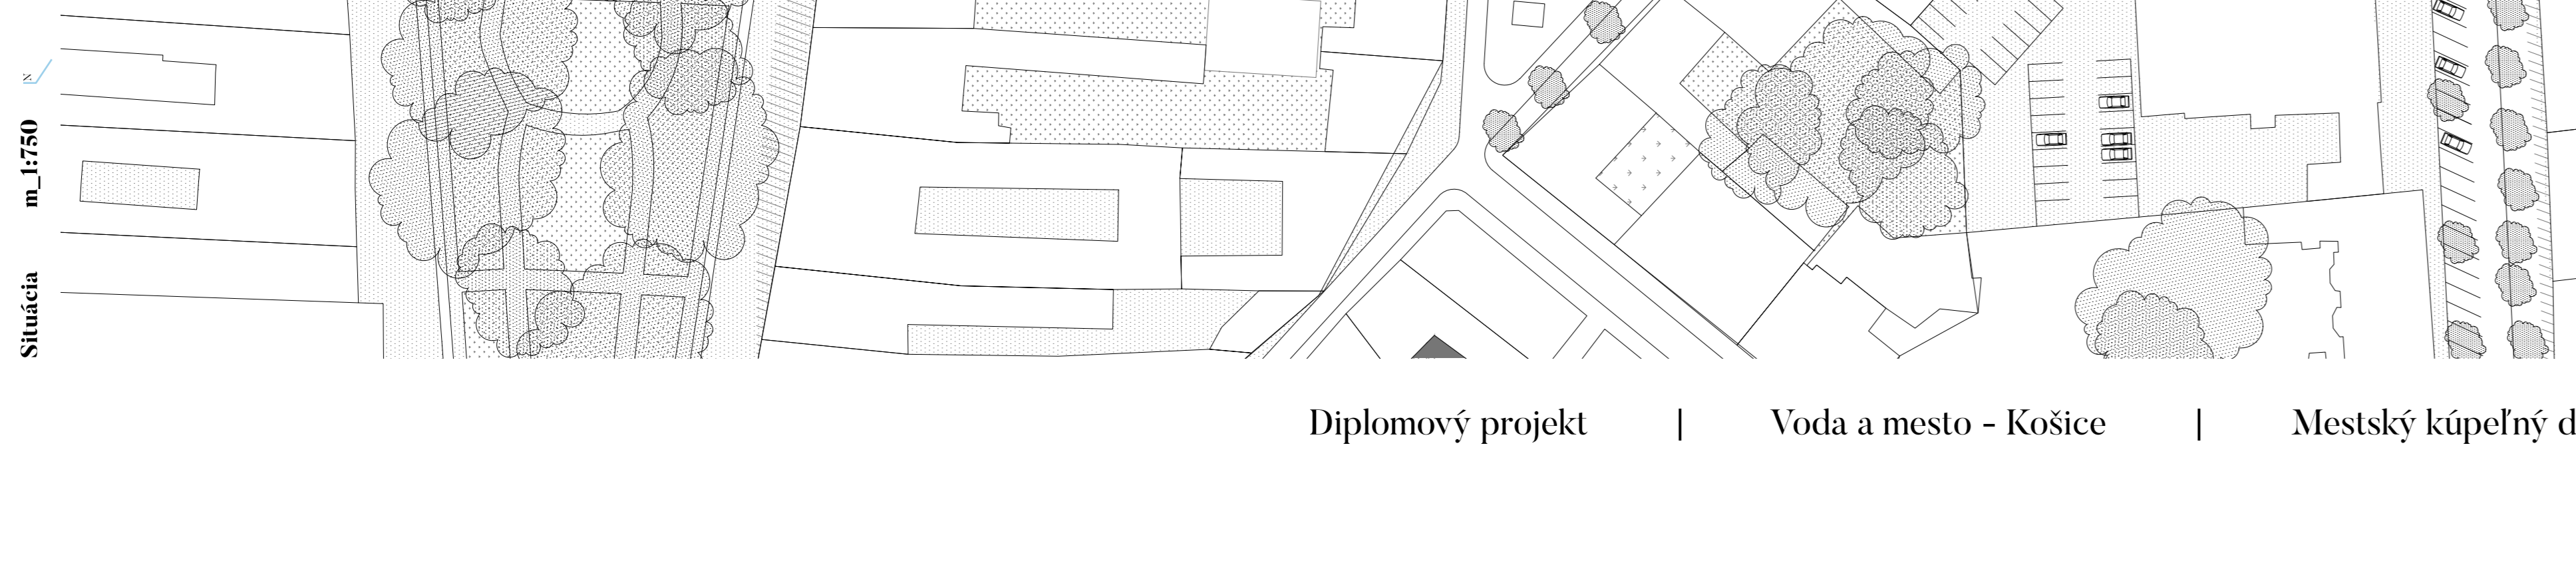 N
m_1:750
Situácia
Diplomový projekt | Voda a mesto - Košice | Mestský kúpeľný d